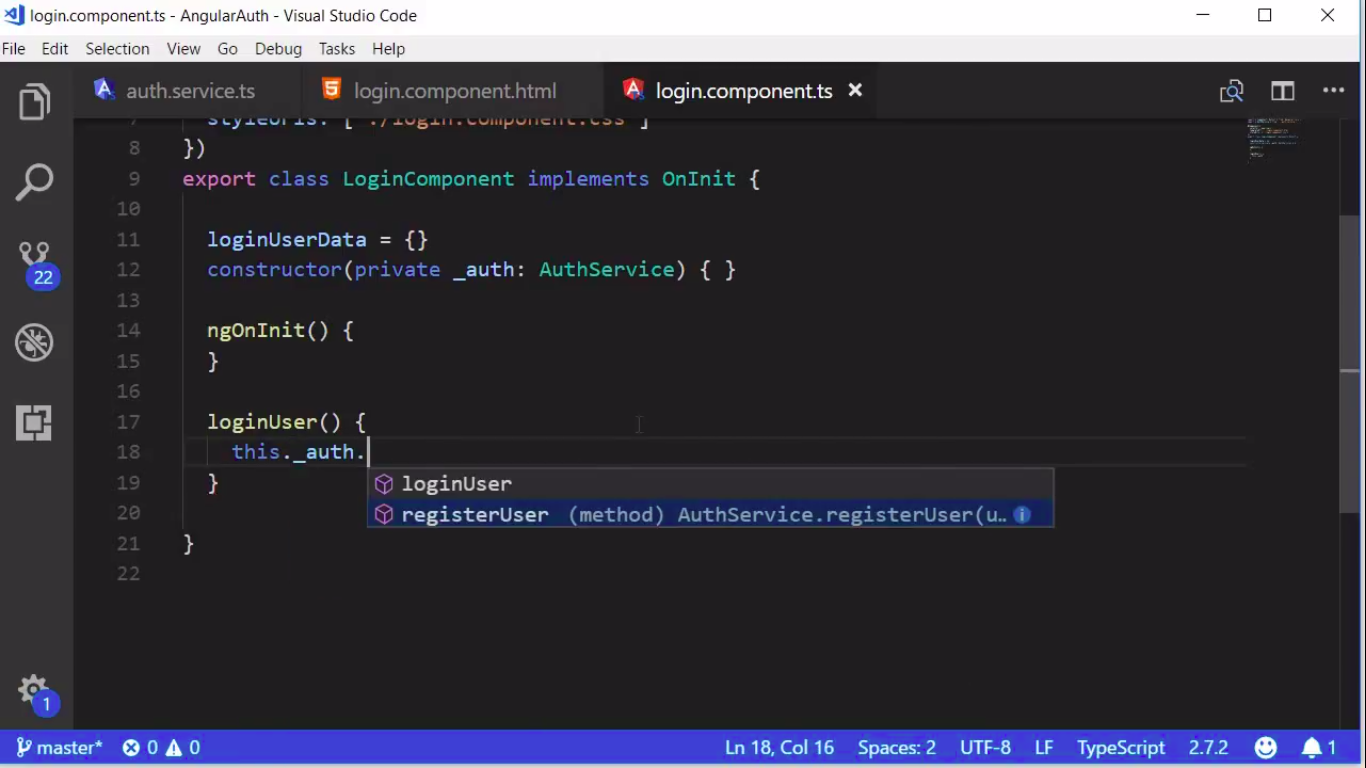 login.component.ts - AngularAuth - Visual Studio Code
File Edit Selection View Go Debug Tasks Help
auth.service.ts login.component.html login.component.ts
7 styleUrls: ['./login.component.css']
8 })
9 export class LoginComponent implements OnInit {
10
11 loginUserData = {}
12 constructor(private _auth: AuthService) { }
13
14 ngOnInit() {
15 }
16
17 loginUser() {
18 this._auth.
loginUser
19 }
registerUser (method) AuthService.registerUser(u…
20
21 }
22
22
1
master* 0 0 Ln 18, Col 16 Spaces: 2 UTF-8 LF TypeScript 2.7.2 1